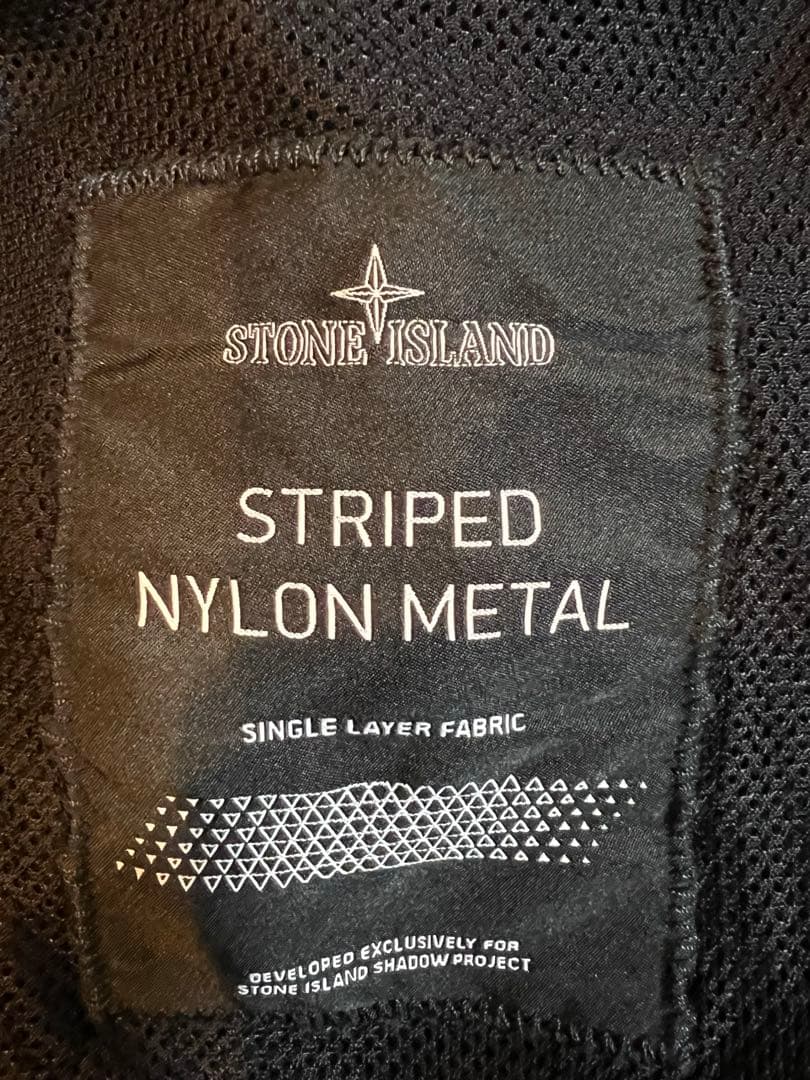 STONE ISLAND
STRIPED
NYLON METAL
SINGLE LAYER FABRIC
DEVELOPED EXCLUSIVELY FOR
STONE ISLAND SHADOW PROJECT